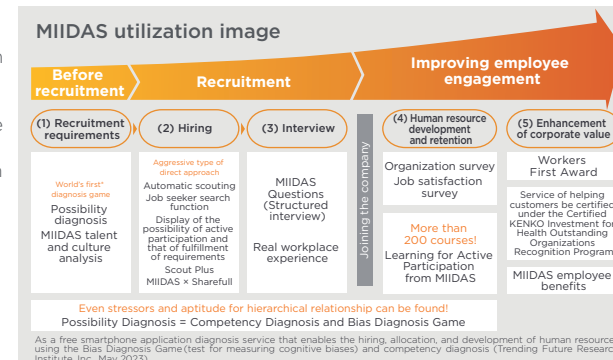 MIIDAS utilization image
Before
recruitment
Recruitment
Improving employee
engagement
(1) Recruitment
requirements
(2) Hiring
(3) Interview
Joining the company
(4) Human resource
development
and retention
(5) Enhancement
of corporate value
World's first*
diagnosis game
Possibility
diagnosis
MIIDAS talent
and culture
analysis
Aggressive type of
direct approach
Automatic scouting
Job seeker search
function
Display of the
possibility of active
participation and
that of fulfillment
of requirements
Scout Plus
MIIDAS × Sharefull
MIIDAS
Questions
(Structured
interview)
Real workplace
experience
Organization survey
Job satisfaction
survey
More than
200 courses!
Learning for Active
Participation
from MIIDAS
Workers
First Award
Service of helping
customers be certified
under the Certified
KENKO Investment for
Health Outstanding
Organizations
Recognition Program
MIIDAS employee
benefits
Even stressors and aptitude for hierarchical relationship can be found!
Possibility Diagnosis = Competency Diagnosis and Bias Diagnosis Game
As a free smartphone application diagnosis service that enables the hiring, allocation, and development of human resourc
using the Bias Diagnosis Game (test for measuring cognitive biases) and competency diagnosis (Trending Future Resear
Institute, Inc., May 2023)